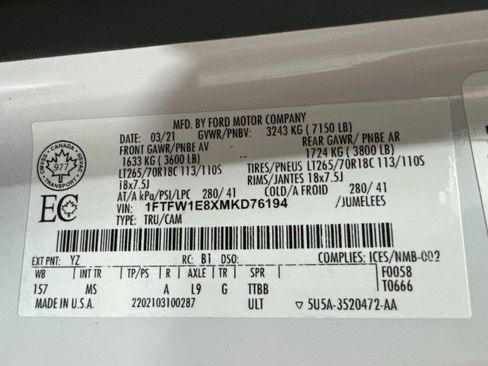 MFD. BY FORD MOTOR COMPANY
DATE: 03/21 GVWR/PNBV: 3243 KG (7150 LB)
FRONT GAWR/ PNBE AV REAR GAWR/ PNBE AR
1633 KG (3600 LB) 1724 KG (3800 LB)
LT265/70R18C 113/110S TIRES/PNEUS LT265/70R18C 113/110S
18x7.5J RIMS/JANTES 18x7.5J
AT/A kPa/PSI/LPC 280/ 41 COLD/A FROID 280/ 41
VIN: 1FTFW1E8XMKD76194 /JUMELEES
TYPE: TRU/CAM
CANADA
977
TRANSPORT
EXT PNT: YZ RC: B1 DSO: COMPLIES: ICES/NMB-002
WB INT TR TP/PS R AXLE TR SPR F0058
157 MS A L9 G TTBB T0666
MADE IN U.S.A. 2202103100287 ULT ▽ 5U5A-3520472-AA